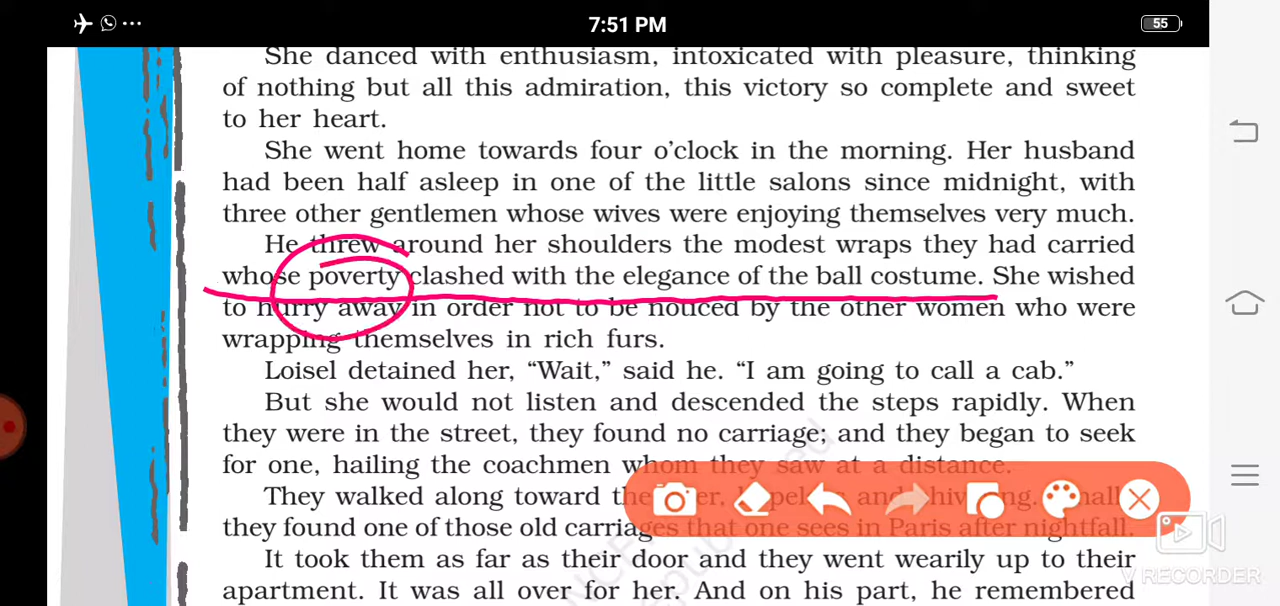 7:51 PM
55
She danced with enthusiasm, intoxicated with pleasure, thinking
of nothing but all this admiration, this victory so complete and sweet
to her heart.
She went home towards four o’clock in the morning. Her husband
had been half asleep in one of the little salons since midnight, with
three other gentlemen whose wives were enjoying themselves very much.
He threw around her shoulders the modest wraps they had carried
whose poverty clashed with the elegance of the ball costume. She wished
to hurry away in order not to be noticed by the other women who were
wrapping themselves in rich furs.
Loisel detained her, “Wait,” said he. “I am going to call a cab.”
But she would not listen and descended the steps rapidly. When
they were in the street, they found no carriage; and they began to seek
for one, hailing the coachmen whom they saw at a distance.
They walked along toward the
they found one of those old carriages that one sees in Paris after nightfall.
It took them as far as their door and they went wearily up to their
apartment. It was all over for her. And on his part, he remembered
V RECORDER